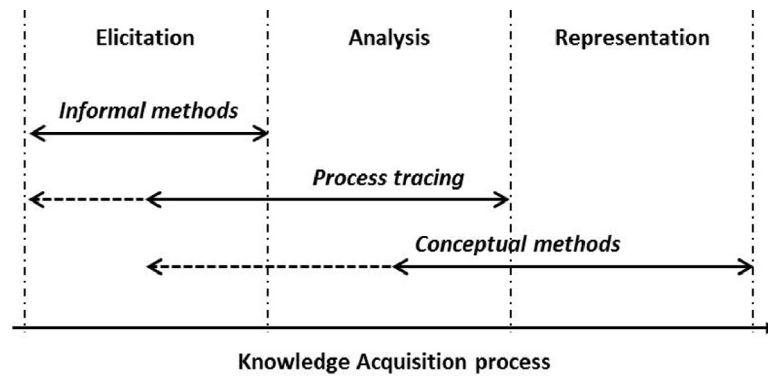 Elicitation Analysis Representation
Informal methods
Process tracing
Conceptual methods
Knowledge Acquisition process